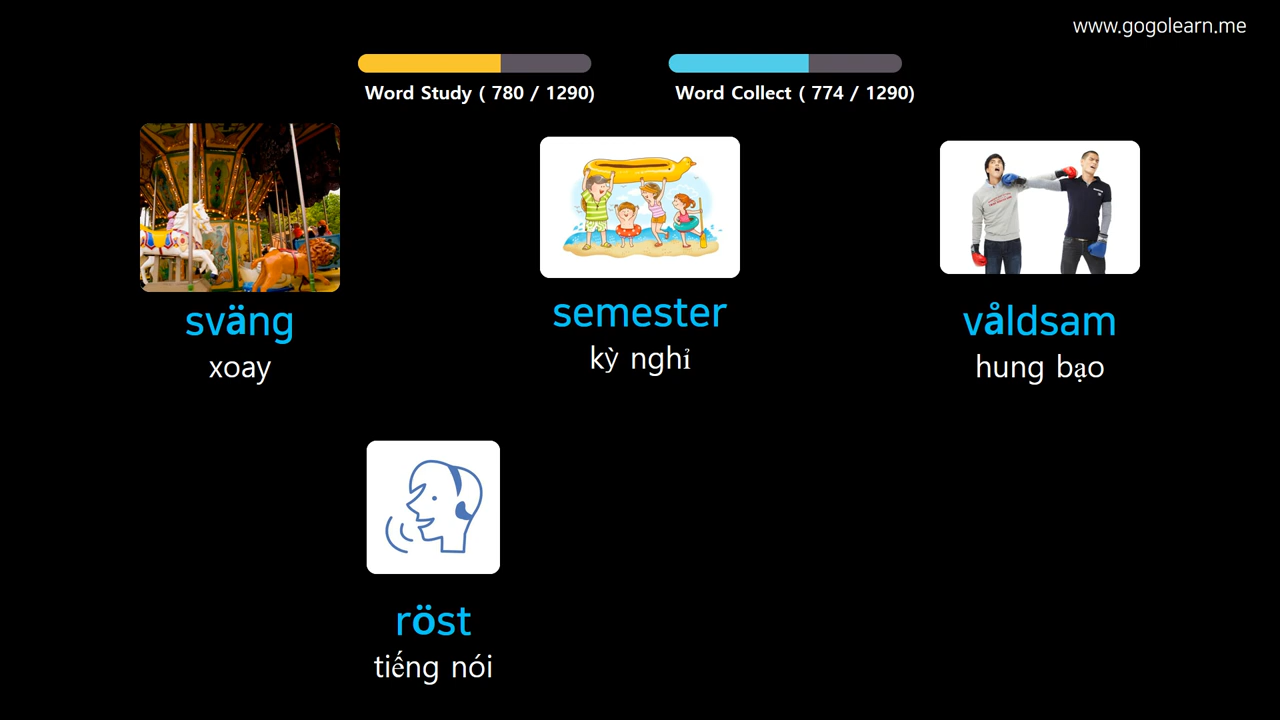 www.gogolearn.me
Word Study ( 780 / 1290)
Word Collect ( 774 / 1290)
sväng
xoay
semester
kỳ nghỉ
våldsam
hung bạo
röst
tiếng nói